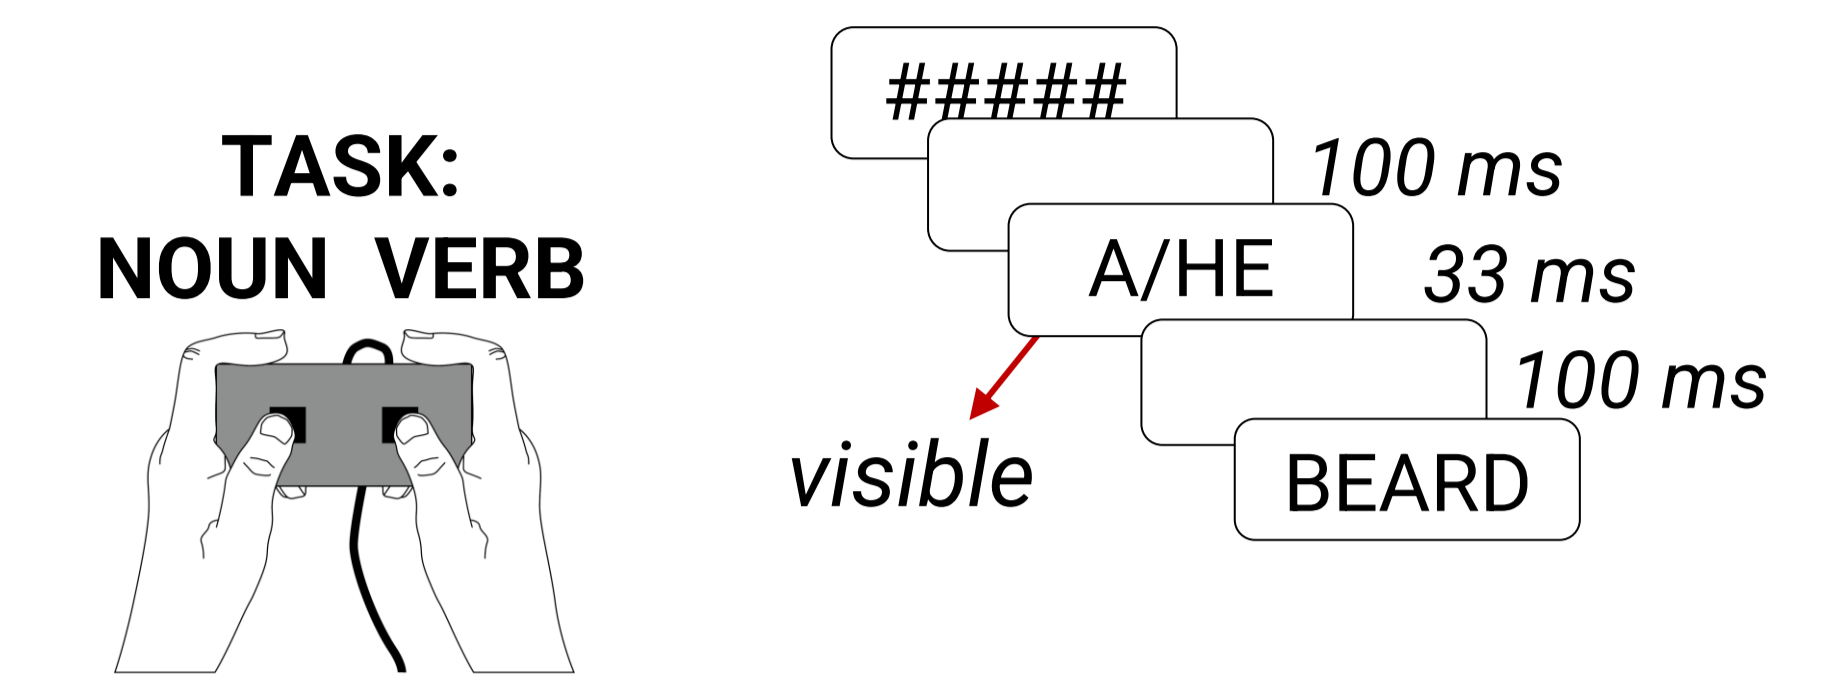 TASK:
NOUN VERB
#####
100 ms
A/HE
33 ms
100 ms
visible
BEARD